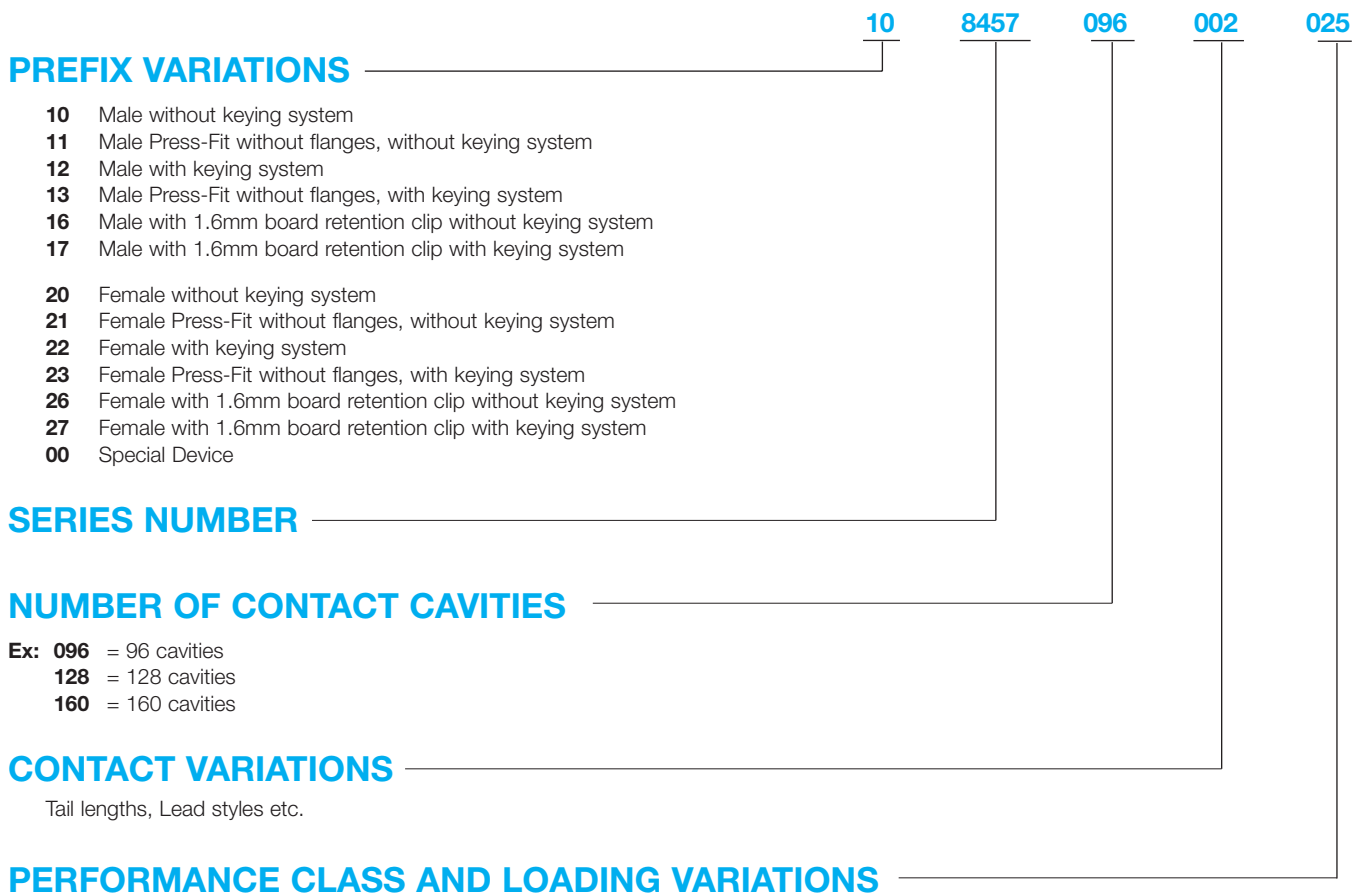 10 8457 096 002 025
PREFIX VARIATIONS
10 Male without keying system
11 Male Press-Fit without flanges, without keying system
12 Male with keying system
13 Male Press-Fit without flanges, with keying system
16 Male with 1.6mm board retention clip without keying system
17 Male with 1.6mm board retention clip with keying system
20 Female without keying system
21 Female Press-Fit without flanges, without keying system
22 Female with keying system
23 Female Press-Fit without flanges, with keying system
26 Female with 1.6mm board retention clip without keying system
27 Female with 1.6mm board retention clip with keying system
00 Special Device
SERIES NUMBER
NUMBER OF CONTACT CAVITIES
Ex: 096 = 96 cavities
128 = 128 cavities
160 = 160 cavities
CONTACT VARIATIONS
Tail lengths, Lead styles etc.
PERFORMANCE CLASS AND LOADING VARIATIONS